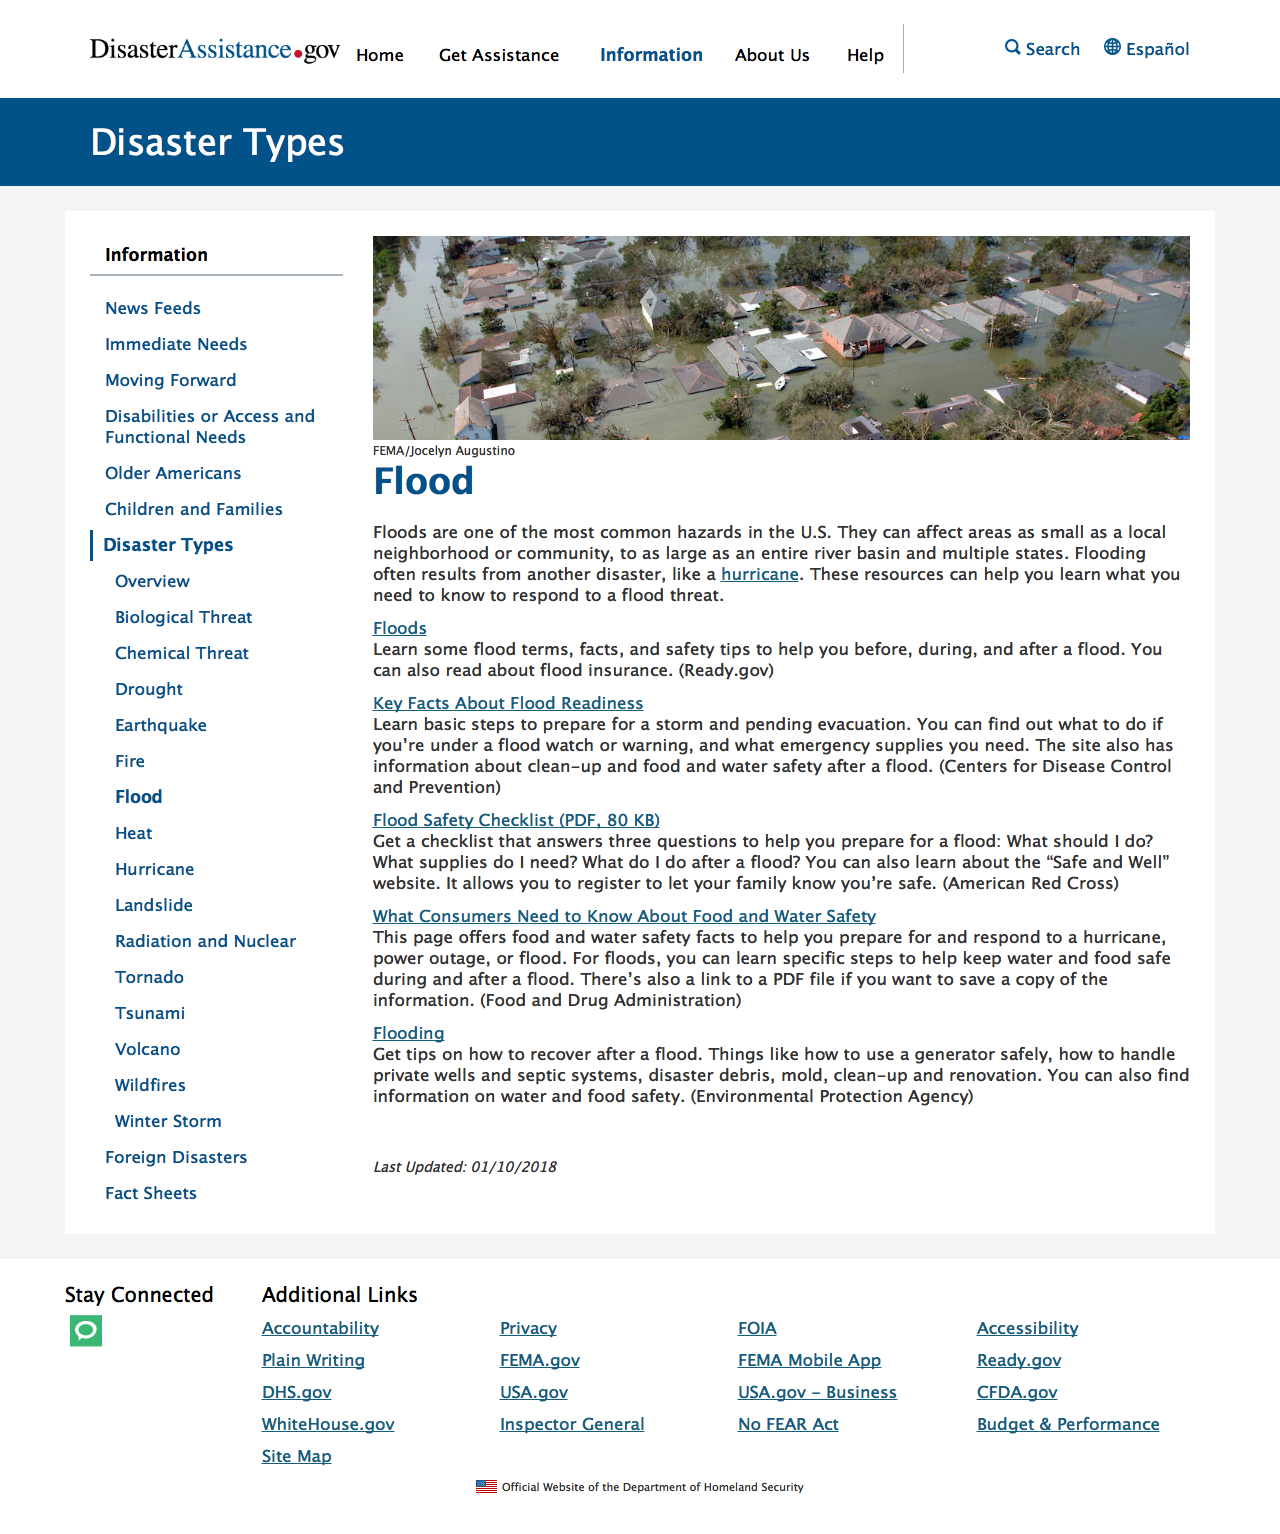 DisasterAssistance.gov Home Get Assistance Information About Us Help Search Español
Disaster Types
Information
News Feeds
Immediate Needs
Moving Forward
Disabilities or Access and
Functional Needs
Older Americans
Children and Families
Disaster Types
Overview
Biological Threat
Chemical Threat
Drought
Earthquake
Fire
Flood
Heat
Hurricane
Landslide
Radiation and Nuclear
Tornado
Tsunami
Volcano
Wildfires
Winter Storm
Foreign Disasters
Fact Sheets
FEMA/Jocelyn Augustino
Flood
Floods are one of the most common hazards in the U.S. They can affect areas as small as a local
neighborhood or community, to as large as an entire river basin and multiple states. Flooding
often results from another disaster, like a hurricane. These resources can help you learn what you
need to know to respond to a flood threat.
Floods
Learn some flood terms, facts, and safety tips to help you before, during, and after a flood. You
can also read about flood insurance. (Ready.gov)
Key Facts About Flood Readiness
Learn basic steps to prepare for a storm and pending evacuation. You can find out what to do if
you’re under a flood watch or warning, and what emergency supplies you need. The site also has
information about clean-up and food and water safety after a flood. (Centers for Disease Control
and Prevention)
Flood Safety Checklist (PDF, 80 KB)
Get a checklist that answers three questions to help you prepare for a flood: What should I do?
What supplies do I need? What do I do after a flood? You can also learn about the “Safe and Well”
website. It allows you to register to let your family know you’re safe. (American Red Cross)
What Consumers Need to Know About Food and Water Safety
This page offers food and water safety facts to help you prepare for and respond to a hurricane,
power outage, or flood. For floods, you can learn specific steps to help keep water and food safe
during and after a flood. There’s also a link to a PDF file if you want to save a copy of the
information. (Food and Drug Administration)
Flooding
Get tips on how to recover after a flood. Things like how to use a generator safely, how to handle
private wells and septic systems, disaster debris, mold, clean-up and renovation. You can also find
information on water and food safety. (Environmental Protection Agency)
Last Updated: 01/10/2018
Stay Connected
Additional Links
Accountability Privacy FOIA Accessibility
Plain Writing FEMA.gov FEMA Mobile App Ready.gov
DHS.gov USA.gov USA.gov - Business CFDA.gov
WhiteHouse.gov Inspector General No FEAR Act Budget & Performance
Site Map
Official Website of the Department of Homeland Security